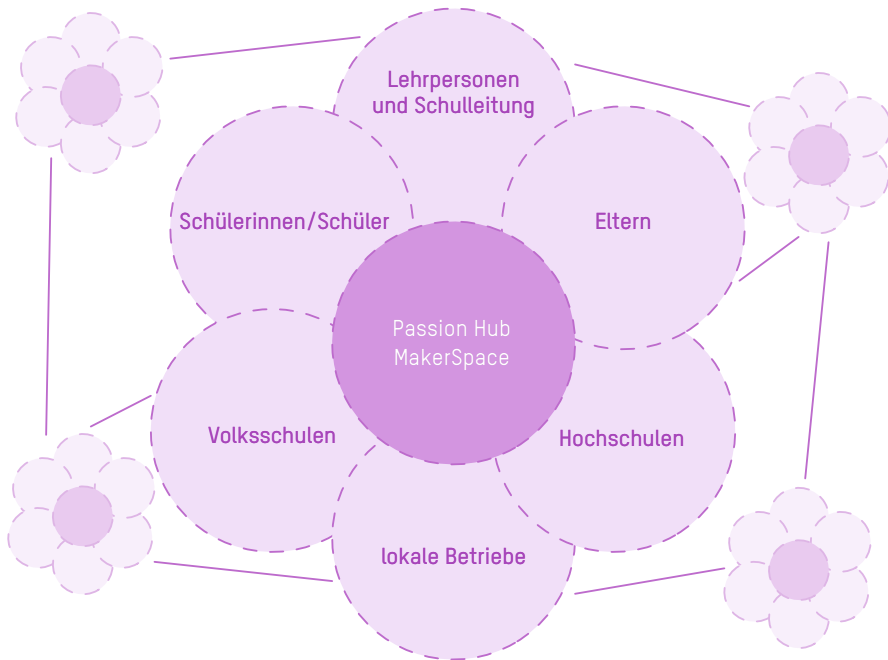 Lehrpersonen
und Schulleitung
Schülerinnen/Schüler
Eltern
Passion Hub
MakerSpace
Volksschulen
Hochschulen
lokale Betriebe